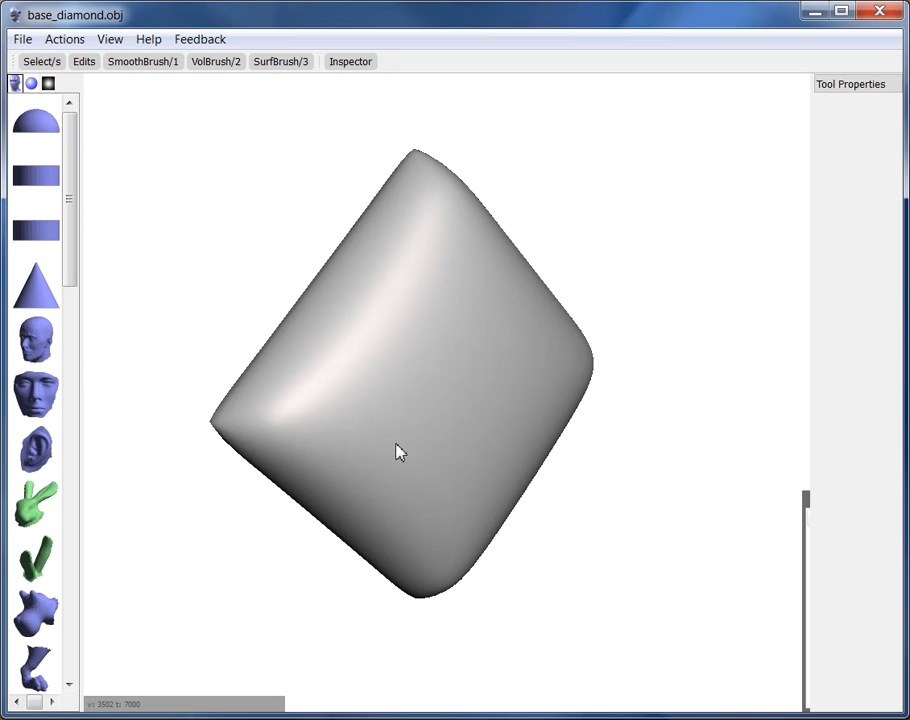 base_diamond.obj
File Actions View Help Feedback
Select/s Edits SmoothBrush/1 VolBrush/2 SurfBrush/3 Inspector
Tool Properties
v: 3502 t: 7000